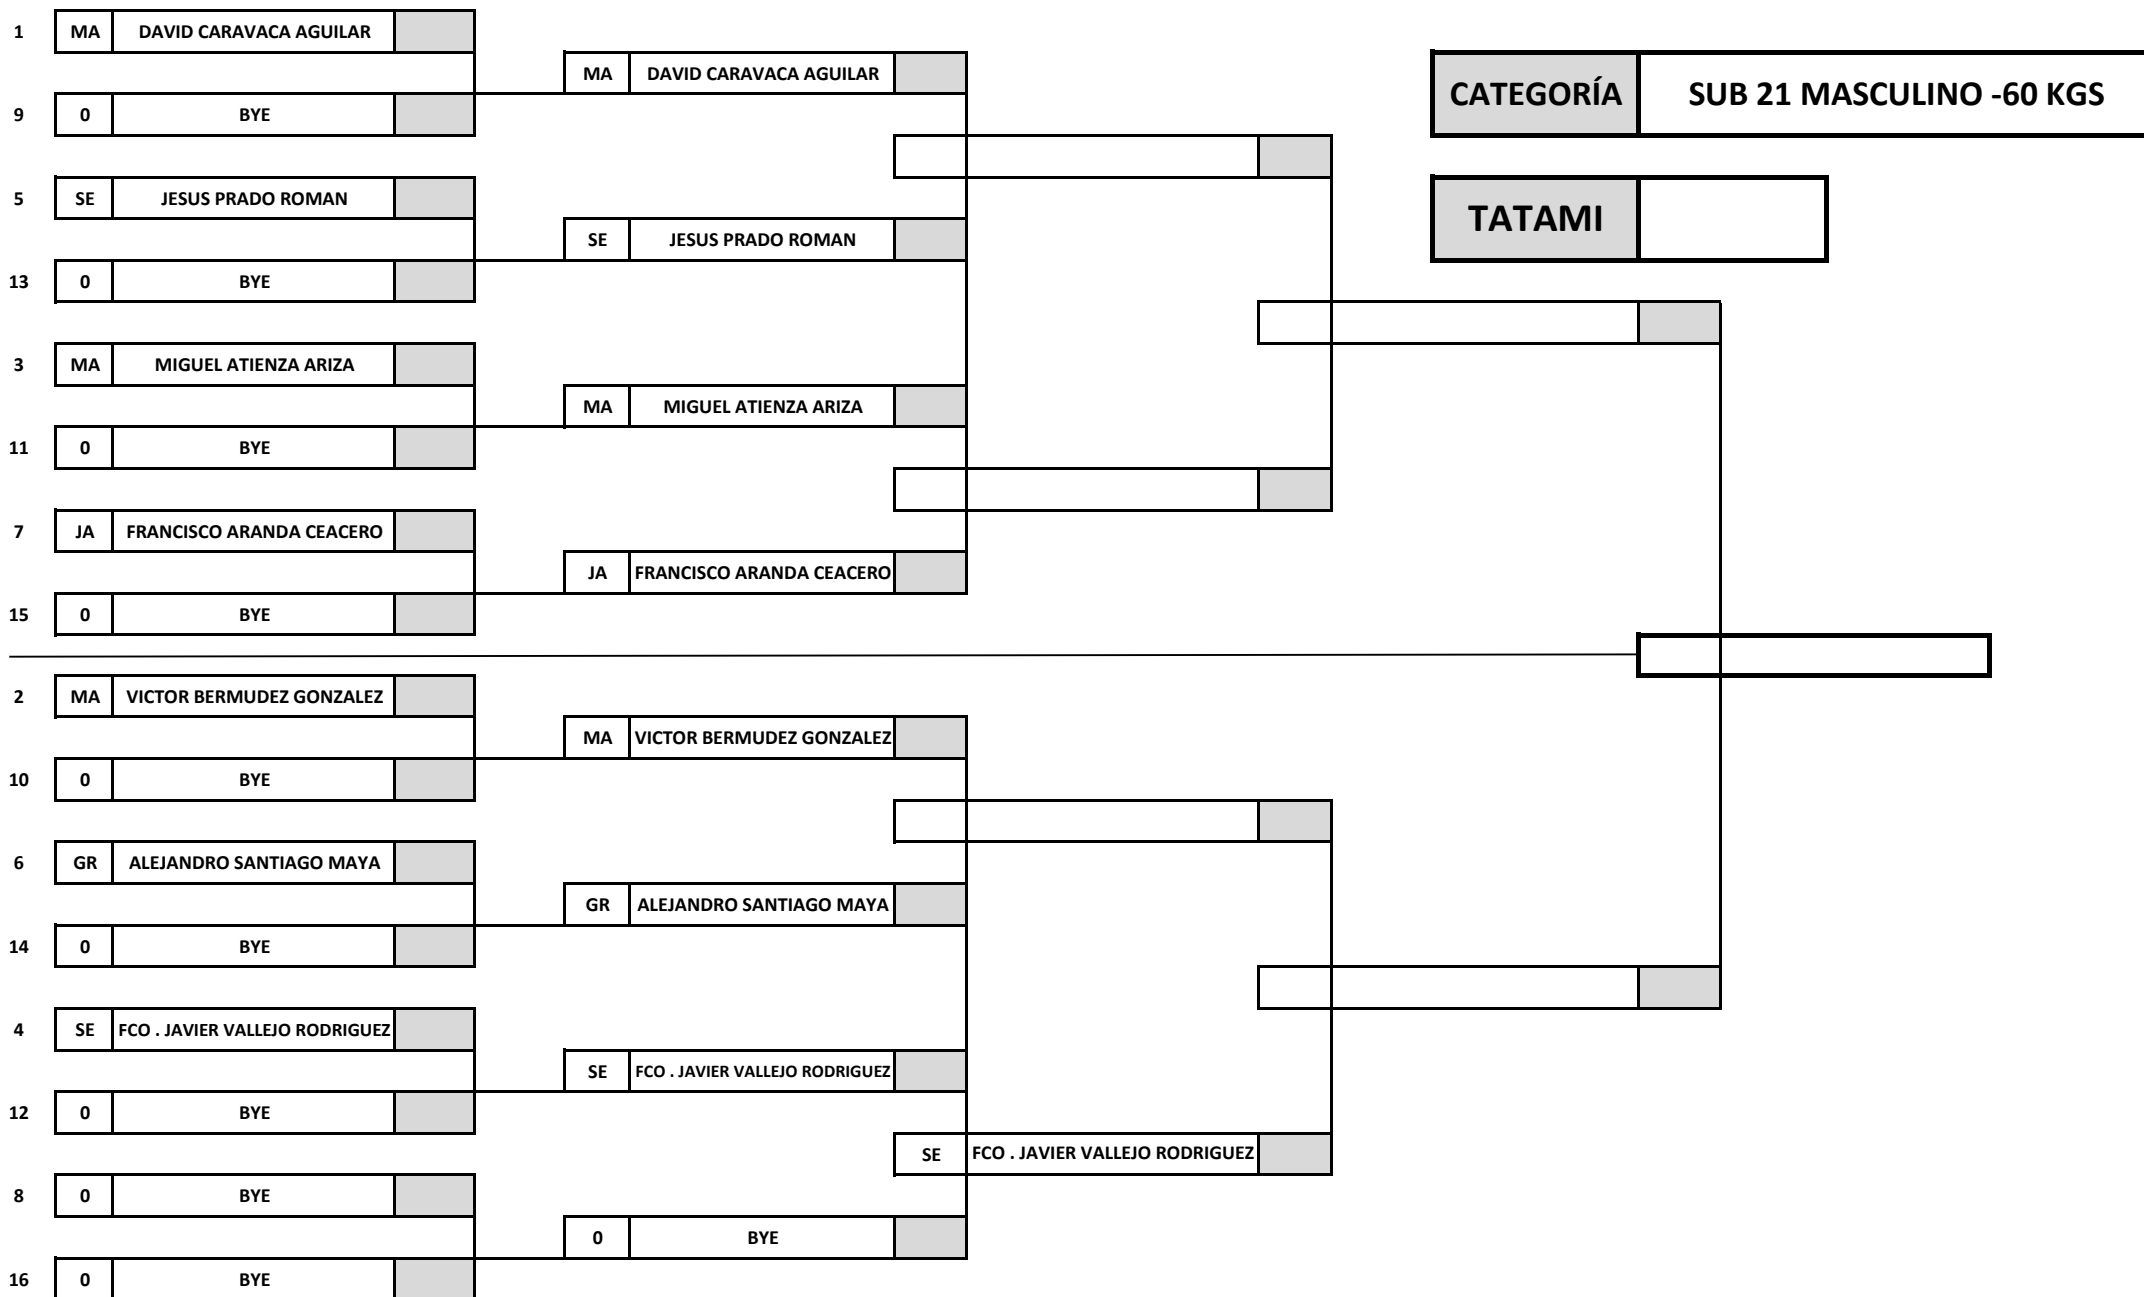 1 MA DAVID CARAVACA AGUILAR
MA DAVID CARAVACA AGUILAR
CATEGORÍA SUB 21 MASCULINO -60 KGS
9 0 BYE
5 SE JESUS PRADO ROMAN
TATAMI
SE JESUS PRADO ROMAN
13 0 BYE
3 MA MIGUEL ATIENZA ARIZA
MA MIGUEL ATIENZA ARIZA
11 0 BYE
7 JA FRANCISCO ARANDA CEACERO
JA FRANCISCO ARANDA CEACERO
15 0 BYE
2 MA VICTOR BERMUDEZ GONZALEZ
MA VICTOR BERMUDEZ GONZALEZ
10 0 BYE
6 GR ALEJANDRO SANTIAGO MAYA
GR ALEJANDRO SANTIAGO MAYA
14 0 BYE
4 SE FCO . JAVIER VALLEJO RODRIGUEZ
SE FCO . JAVIER VALLEJO RODRIGUEZ
12 0 BYE
SE FCO . JAVIER VALLEJO RODRIGUEZ
8 0 BYE
0 BYE
16 0 BYE